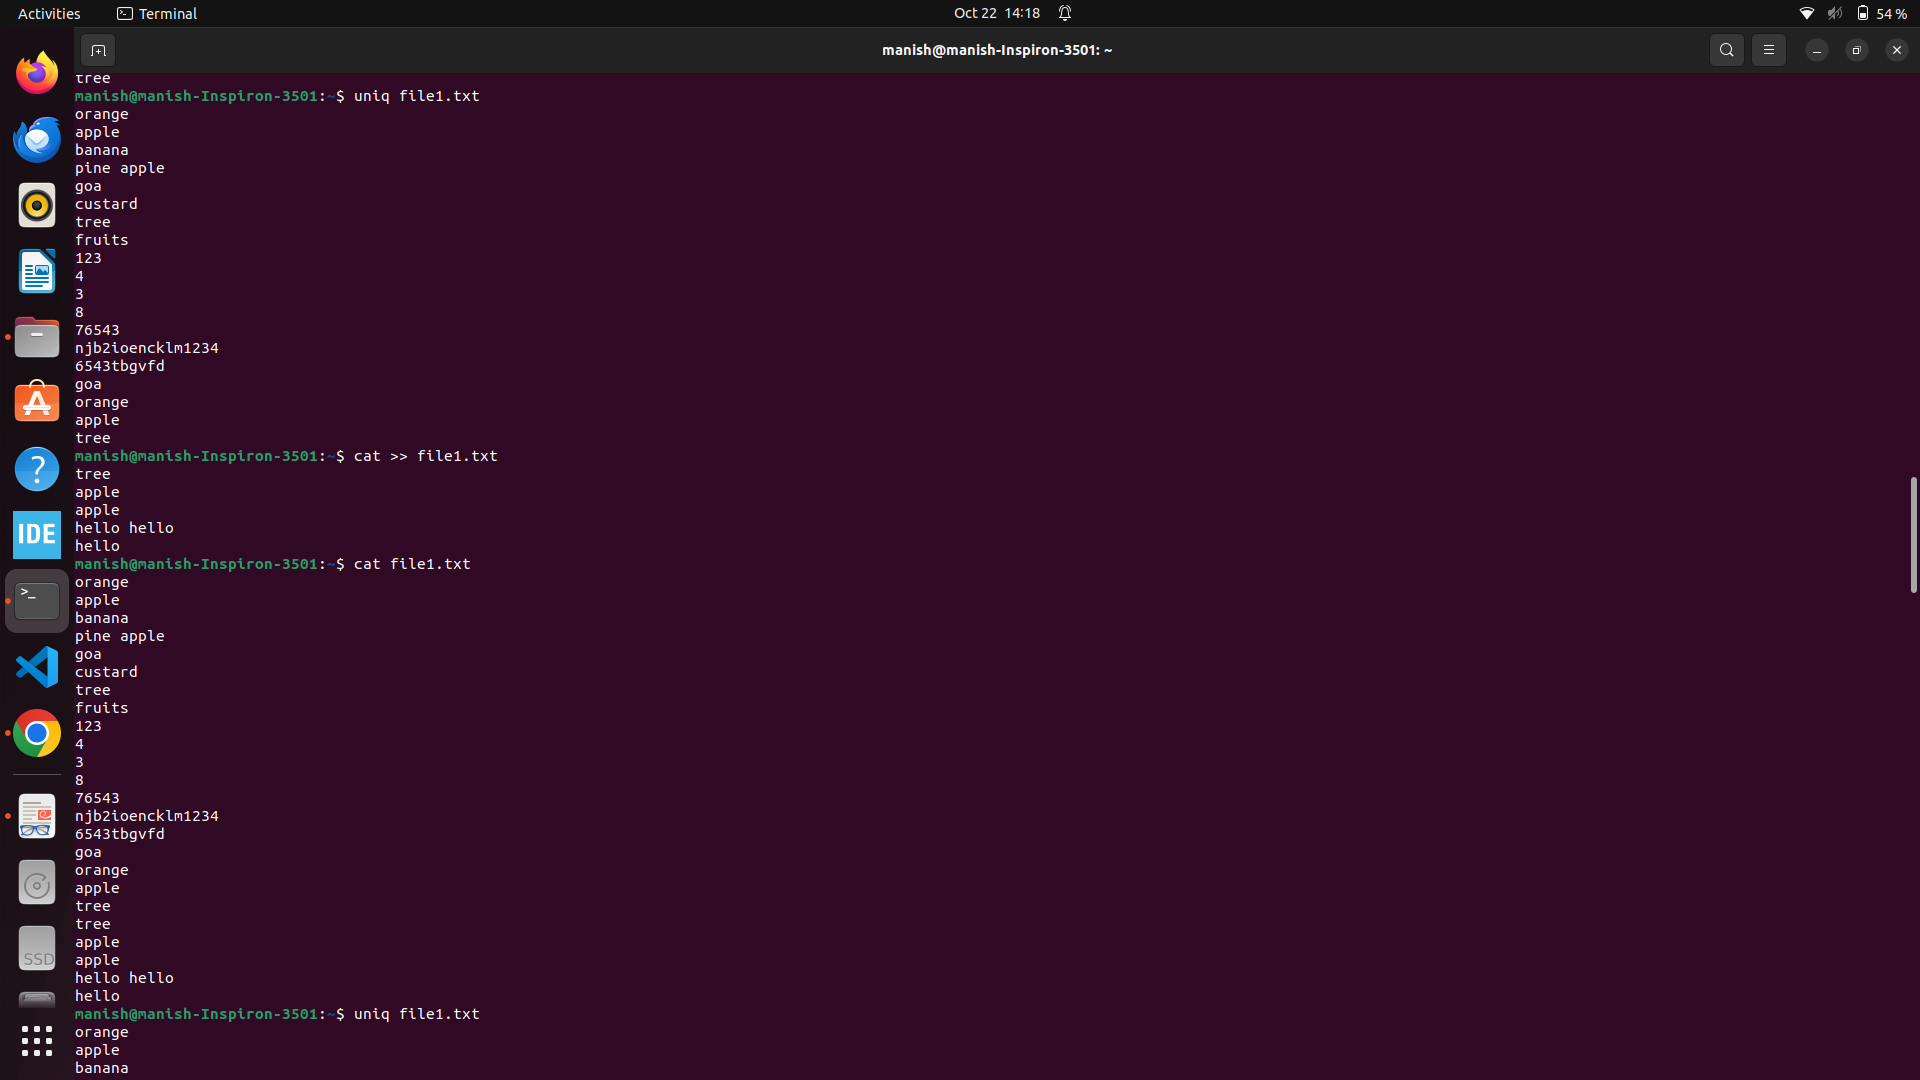 Activities
Terminal
Oct 22 14:18
54 %
manish@manish-Inspiron-3501: ~
tree
manish@manish-Inspiron-3501:~$ uniq file1.txt
orange
apple
banana
pine apple
goa
custard
tree
fruits
123
4
3
8
76543
njb2ioencklm1234
6543tbgvfd
goa
orange
apple
tree
manish@manish-Inspiron-3501:~$ cat >> file1.txt
tree
apple
apple
hello hello
hello
manish@manish-Inspiron-3501:~$ cat file1.txt
orange
apple
banana
pine apple
goa
custard
tree
fruits
123
4
3
8
76543
njb2ioencklm1234
6543tbgvfd
goa
orange
apple
tree
tree
apple
apple
hello hello
hello
manish@manish-Inspiron-3501:~$ uniq file1.txt
orange
apple
banana
?
IDE
>_
SSD